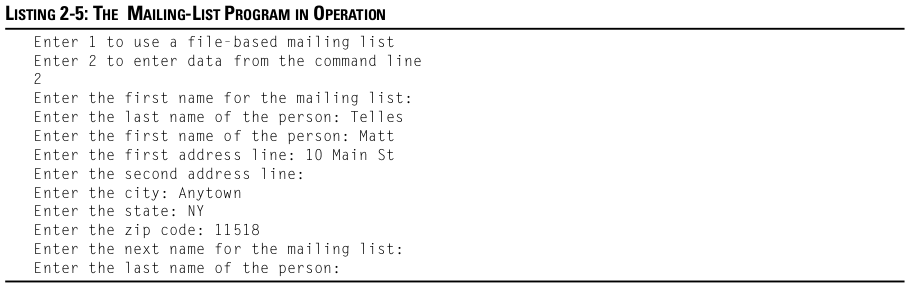 LISTING 2-5: THE MAILING-LIST PROGRAM IN OPERATION
Enter 1 to use a file-based mailing list
Enter 2 to enter data from the command line
2
Enter the first name for the mailing list:
Enter the last name of the person: Telles
Enter the first name of the person: Matt
Enter the first address line: 10 Main St
Enter the second address line:
Enter the city: Anytown
Enter the state: NY
Enter the zip code: 11518
Enter the next name for the mailing list:
Enter the last name of the person: